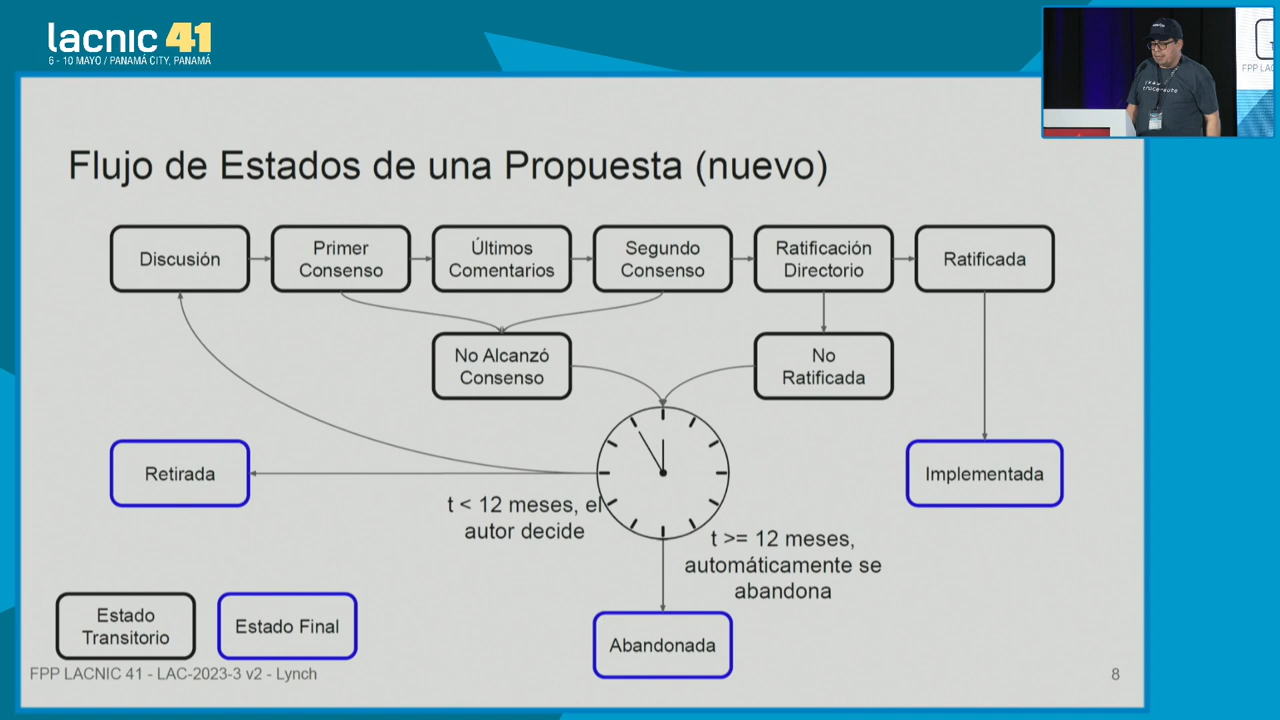 lacnic 41
6 - 10 MAYO / PANAMÁ CITY, PANAMÁ
FPP LAC
Flujo de Estados de una Propuesta (nuevo)
Discusión
Primer
Consenso
Últimos
Comentarios
Segundo
Consenso
Ratificación
Directorio
Ratificada
No Alcanzó
Consenso
No
Ratificada
Retirada
Implementada
t < 12 meses, el
autor decide
t >= 12 meses,
automáticamente se
abandona
Estado
Transitorio
Estado Final
Abandonada
FPP LACNIC 41 - LAC-2023-3 v2 - Lynch
8